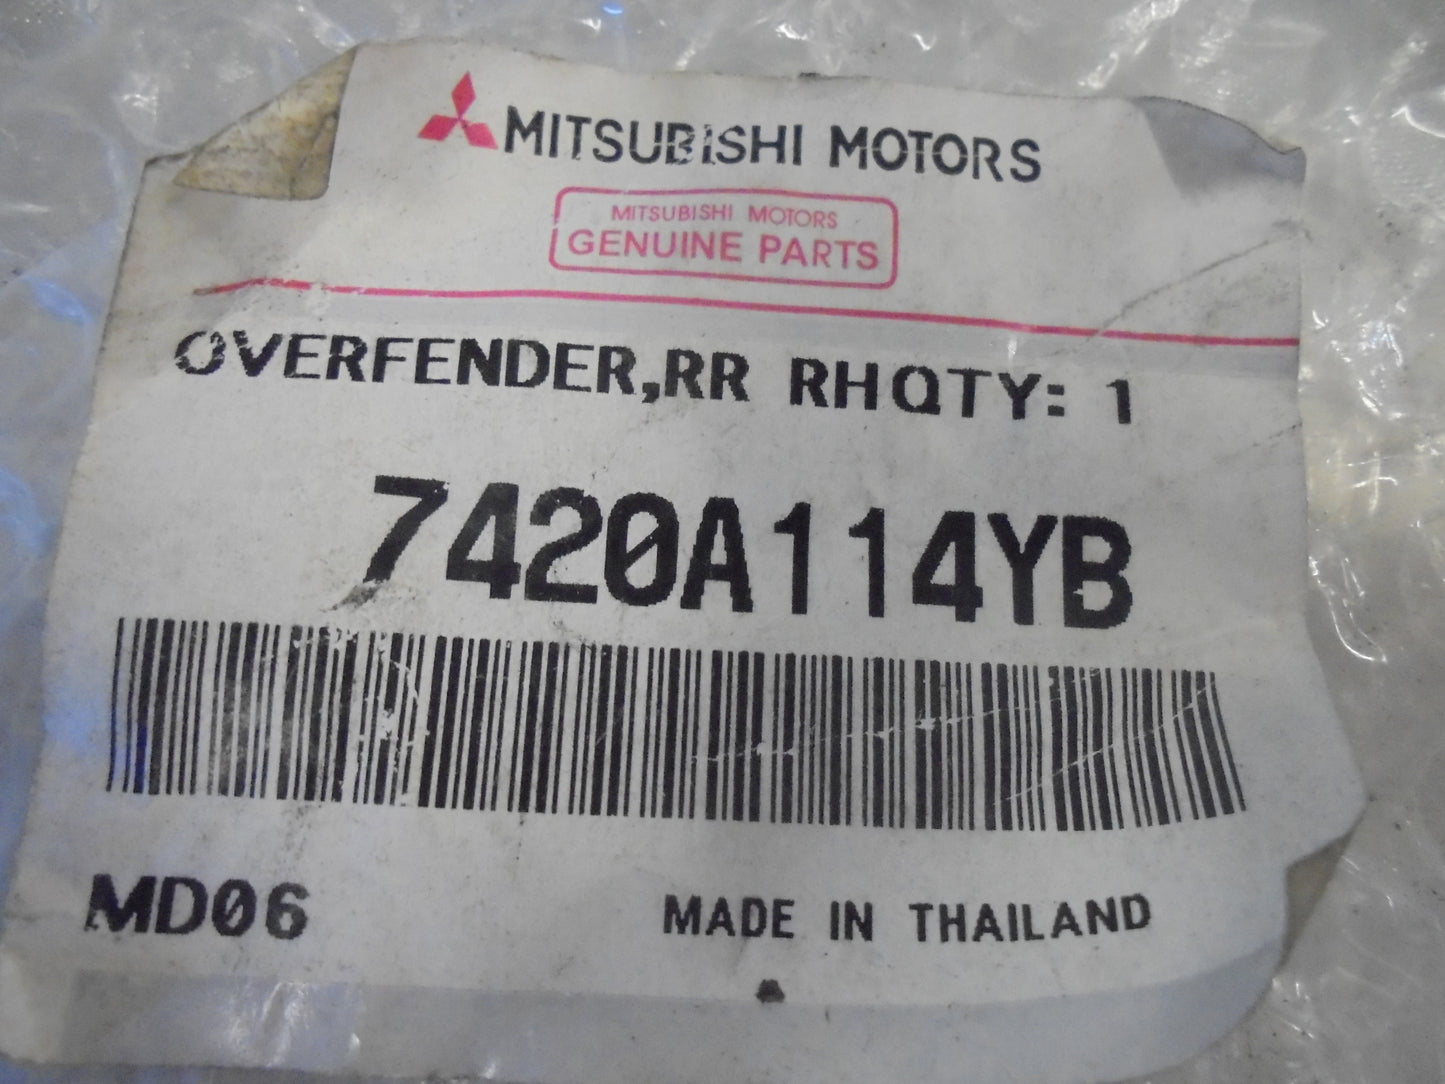 MITSUBISHI MOTORS
MITSUBISHI MOTORS
GENUINE PARTS
OVERFENDER,RR RHQTY: 1
7420A114YB
MD06 MADE IN THAILAND